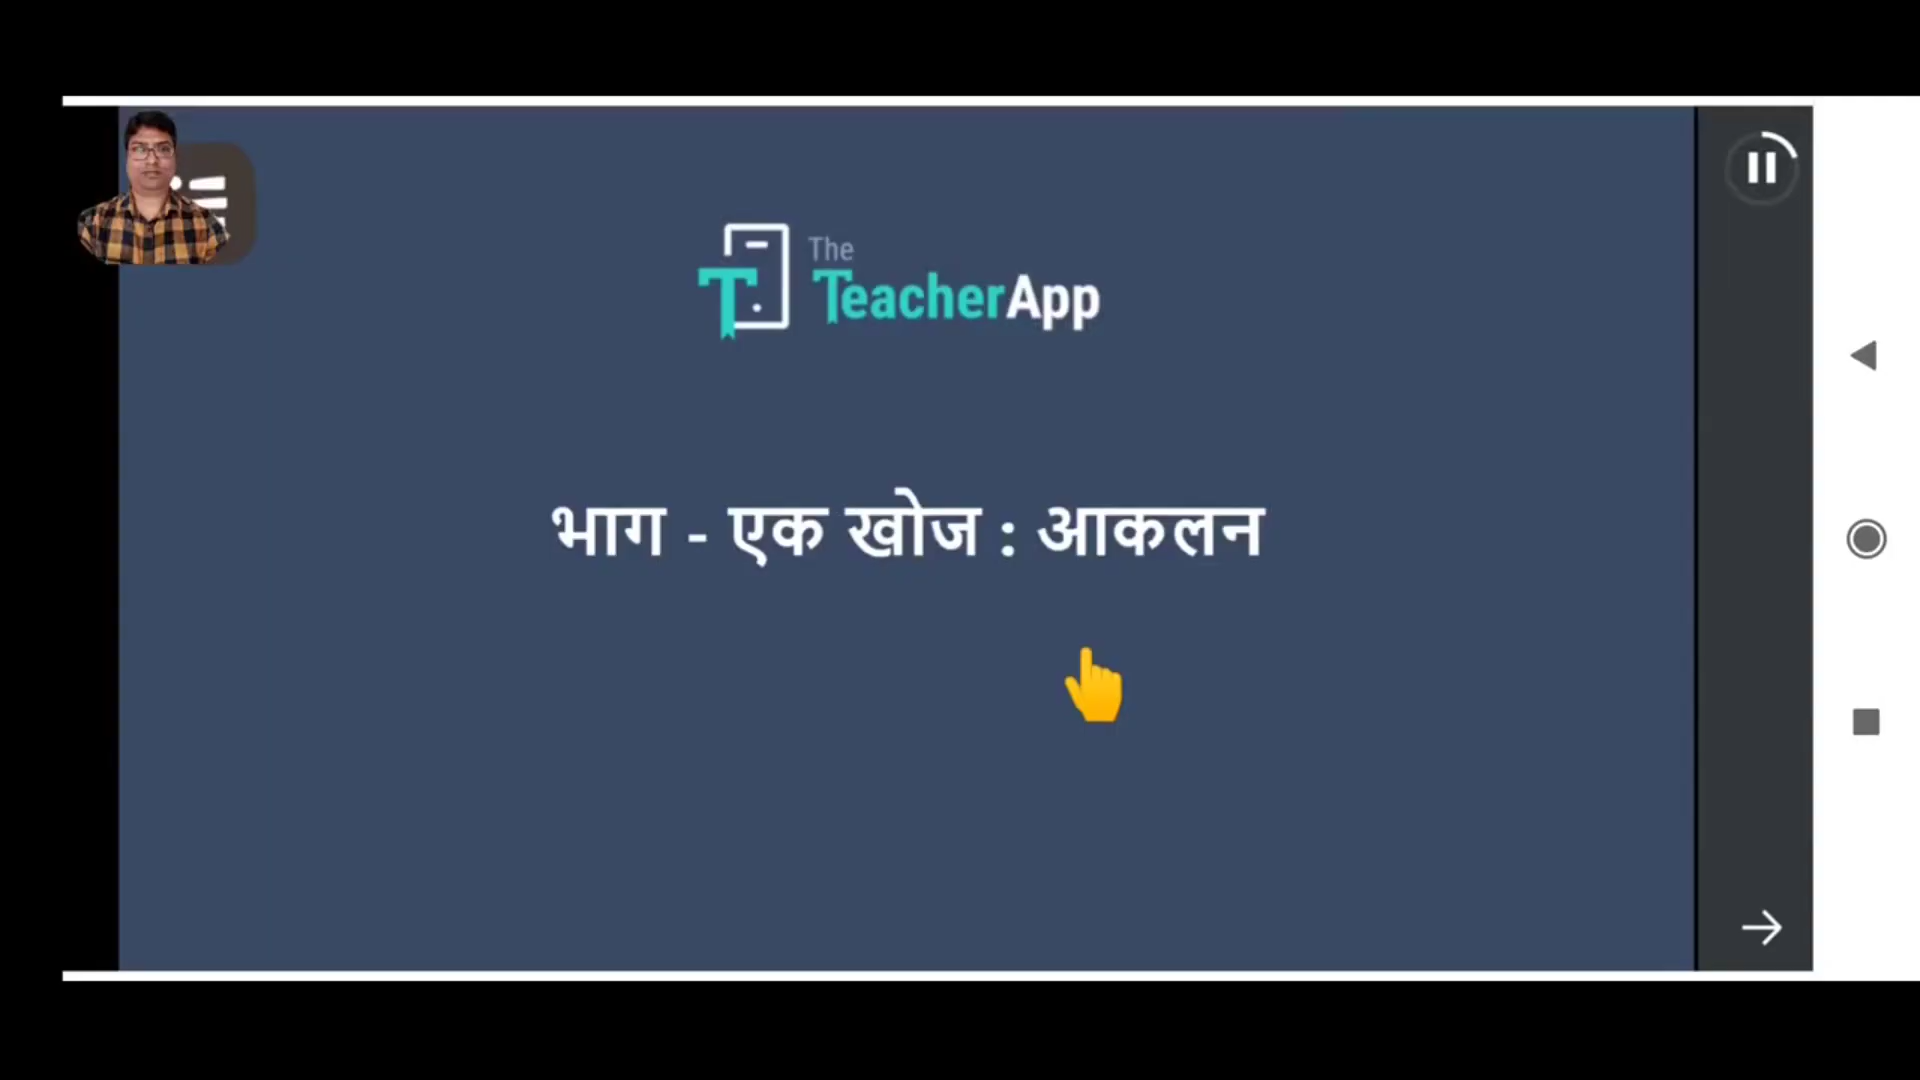 The
TeacherApp
भाग - एक खोज : आकलन